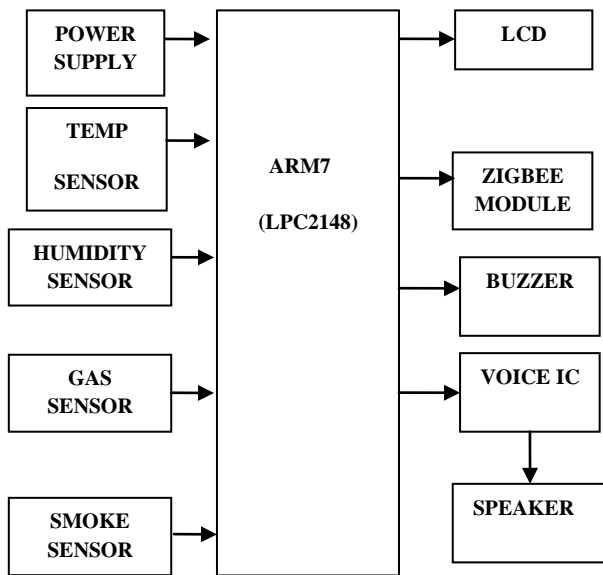 POWER
SUPPLY
TEMP
SENSOR
HUMIDITY
SENSOR
GAS
SENSOR
SMOKE
SENSOR
ARM7
(LPC2148)
LCD
ZIGBEE
MODULE
BUZZER
VOICE IC
SPEAKER